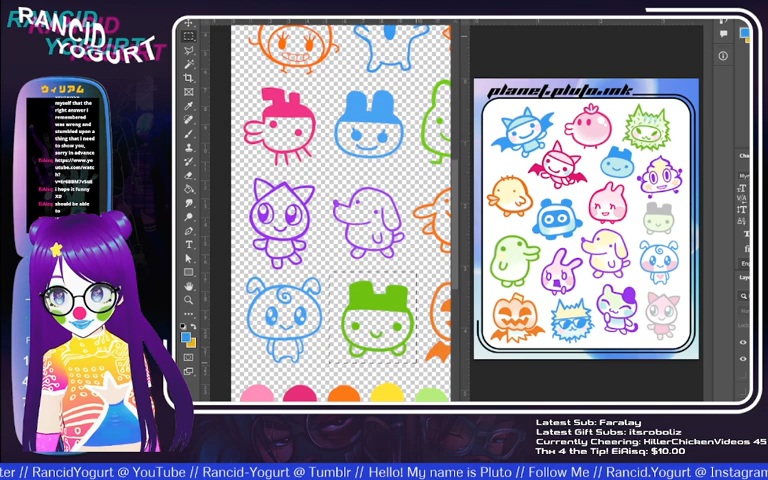 RANCID
YOGURT
ウィリアム
myself that the
right answer I
remembered
was wrong and
stumbled upon a
thing that i need
to show you,
sorry in advance
https://www.yo
utube.com/watc
I hope it funny
XD
should be able
to
planet.pluto.ink
Latest Sub: Faralay
Latest Gift Subs: itsroboliz
Currently Cheering: KillerChickenVideos 45
Thx 4 the Tip! EiAisq: $10.00
ter // RancidYogurt @ YouTube // Rancid-Yogurt @ Tumblr // Hello! My name is Pluto // Follow Me // Rancid.Yogurt @ Instagram